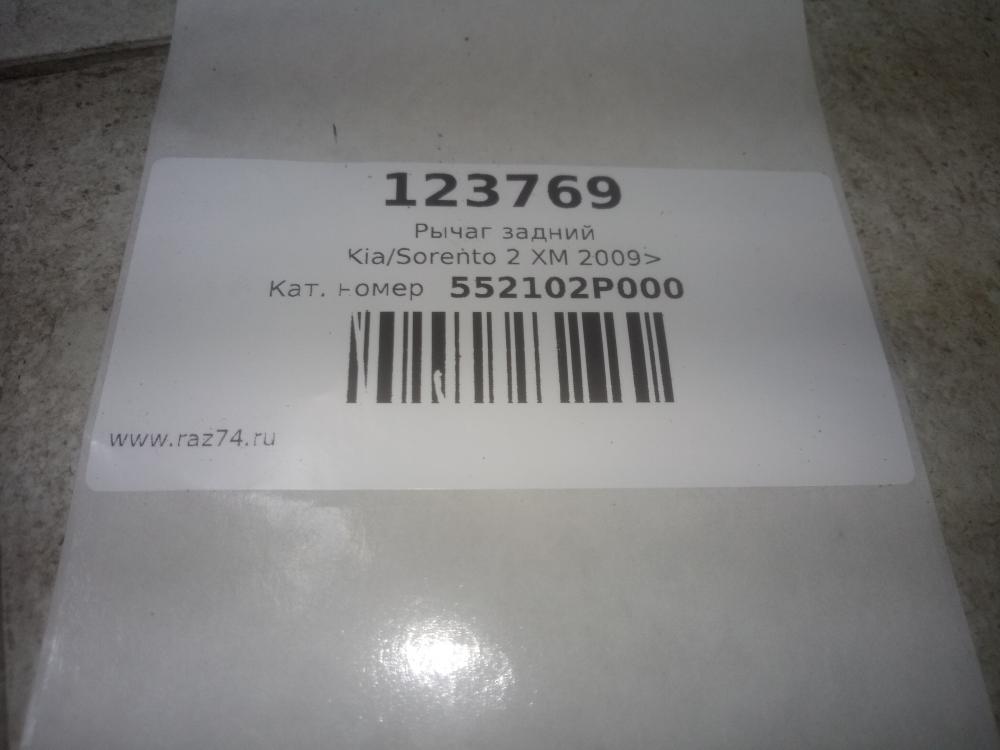 123769
Рычаг задний
Kia/Sorento 2 XM 2009>
Кат. номер 552102P000
www.raz74.ru